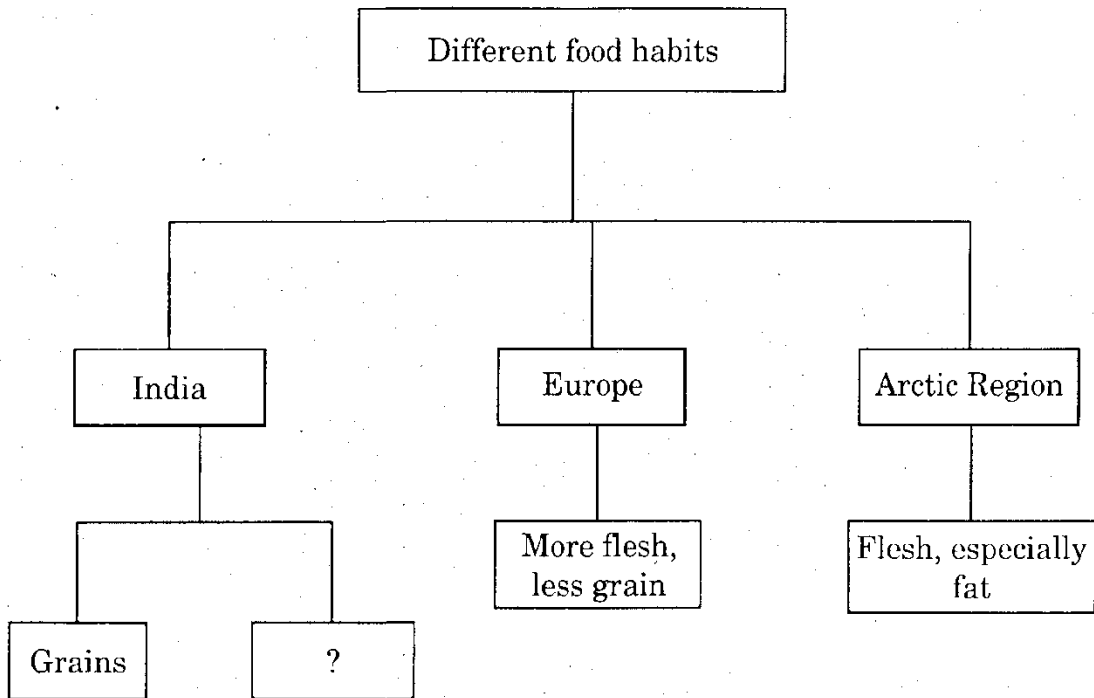 Different food habits
India
Europe
Arctic Region
More flesh,
less grain
Flesh, especially
fat
Grains
?